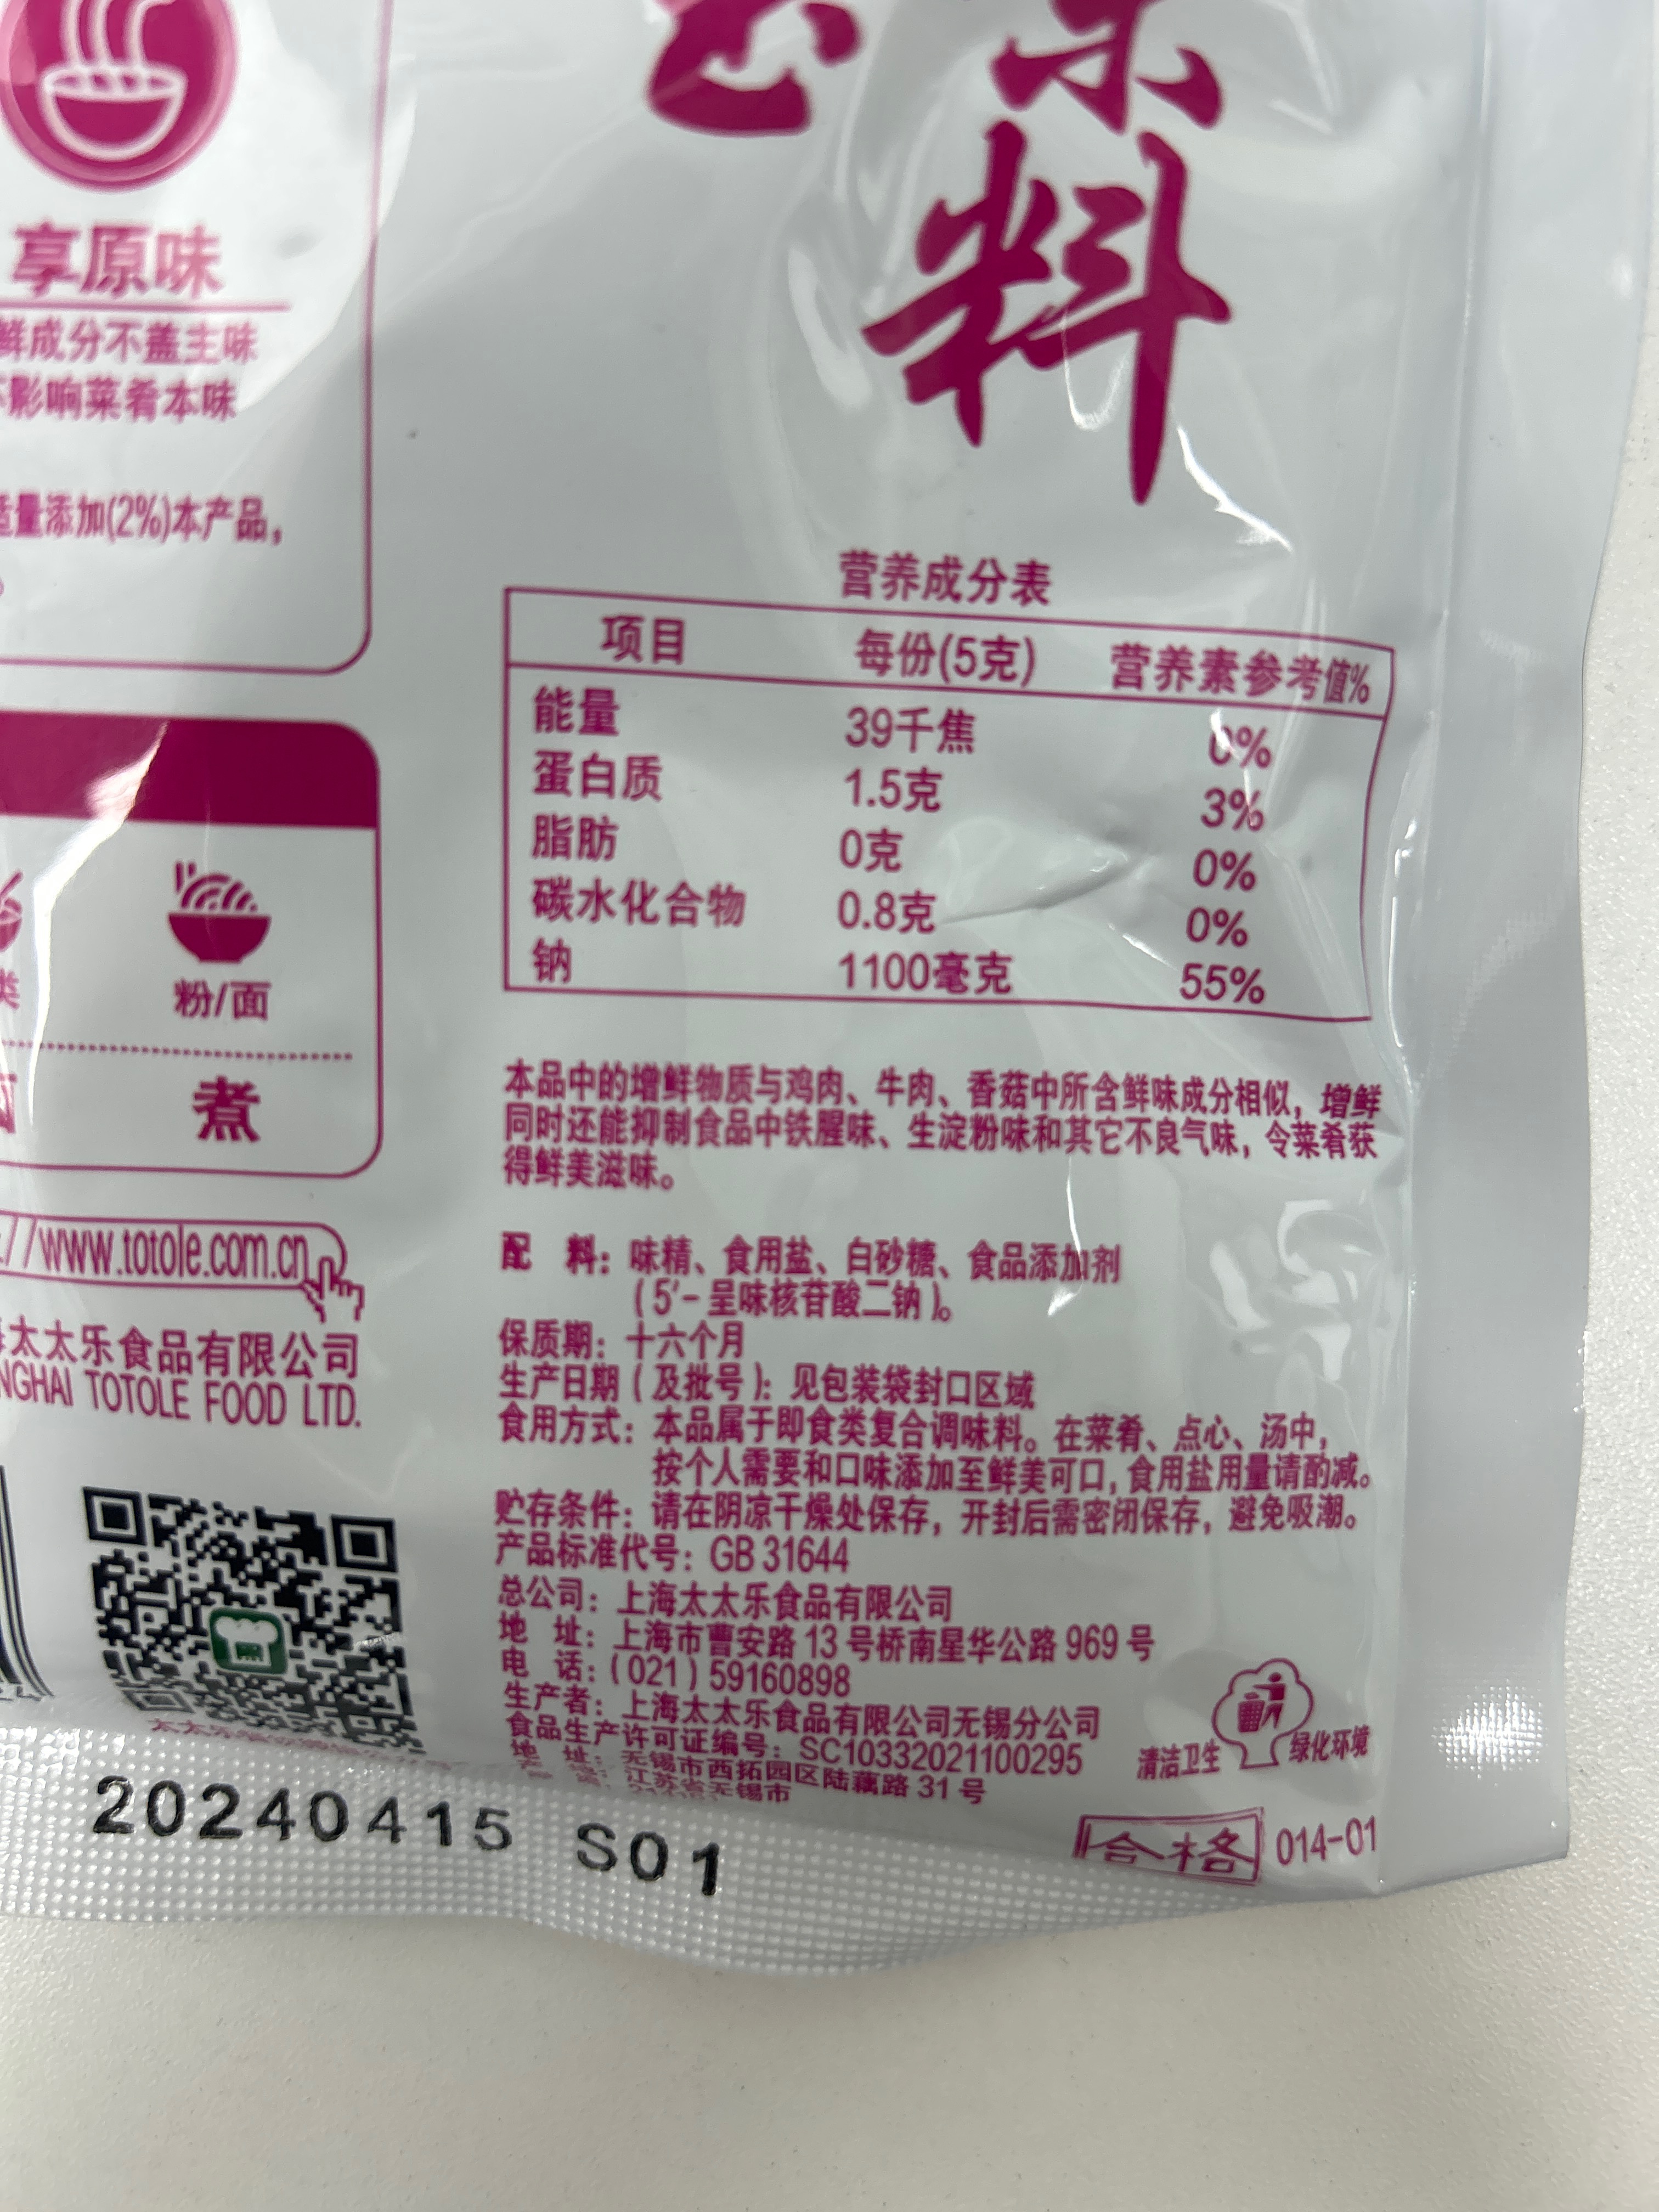 料
享原味
鲜成分不盖主味
影响菜肴本味
量添加(2%)本产品，
粉/面
煮
//www.totole.com.cn
太太乐食品有限公司
NGHAI TOTOLE FOOD LTD.
营养成分表
项目 每份(5克) 营养素参考值%
能量 39千焦 0%
蛋白质 1.5克 3%
脂肪 0克 0%
碳水化合物 0.8克 0%
钠 1100毫克 55%
本品中的增鲜物质与鸡肉、牛肉、香菇中所含鲜味成分相似，增鲜
同时还能抑制食品中铁腥味、生淀粉味和其它不良气味，令菜肴获
得鲜美滋味。
配 料：味精、食用盐、白砂糖、食品添加剂
（5′-呈味核苷酸二钠）。
保质期：十六个月
生产日期（及批号）：见包装袋封口区域
食用方式：本品属于即食类复合调味料。在菜肴、点心、汤中，
按个人需要和口味添加至鲜美可口，食用盐用量请酌减。
贮存条件：请在阴凉干燥处保存，开封后需密闭保存，避免吸潮。
产品标准代号：GB 31644
总公司：上海太太乐食品有限公司
地 址：上海市曹安路 13 号桥南星华公路 969 号
电 话：（021）59160898
生产者：上海太太乐食品有限公司无锡分公司
食品生产许可证编号：SC10332021100295
地 址：无锡市西拓园区陆藕路 31 号
产 地：江苏省无锡市
清洁卫生 绿化环境
合格 014-01
20240415 S01